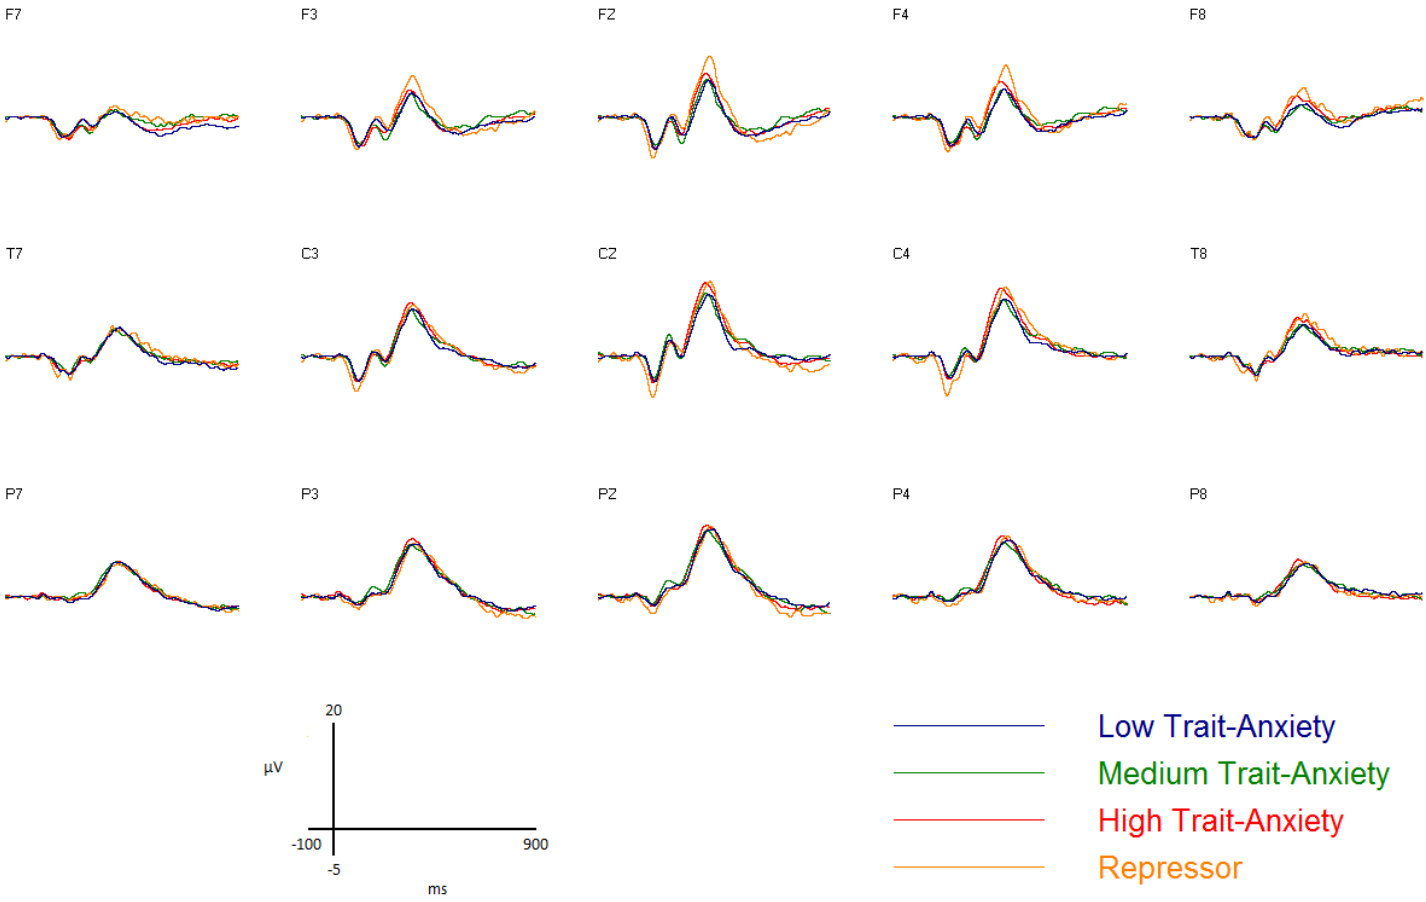 F7 F3 FZ F4 F8
T7 C3 CZ C4 T8
P7 P3 PZ P4 P8
20
µV
-100 900
-5
ms
Low Trait-Anxiety
Medium Trait-Anxiety
High Trait-Anxiety
Repressor